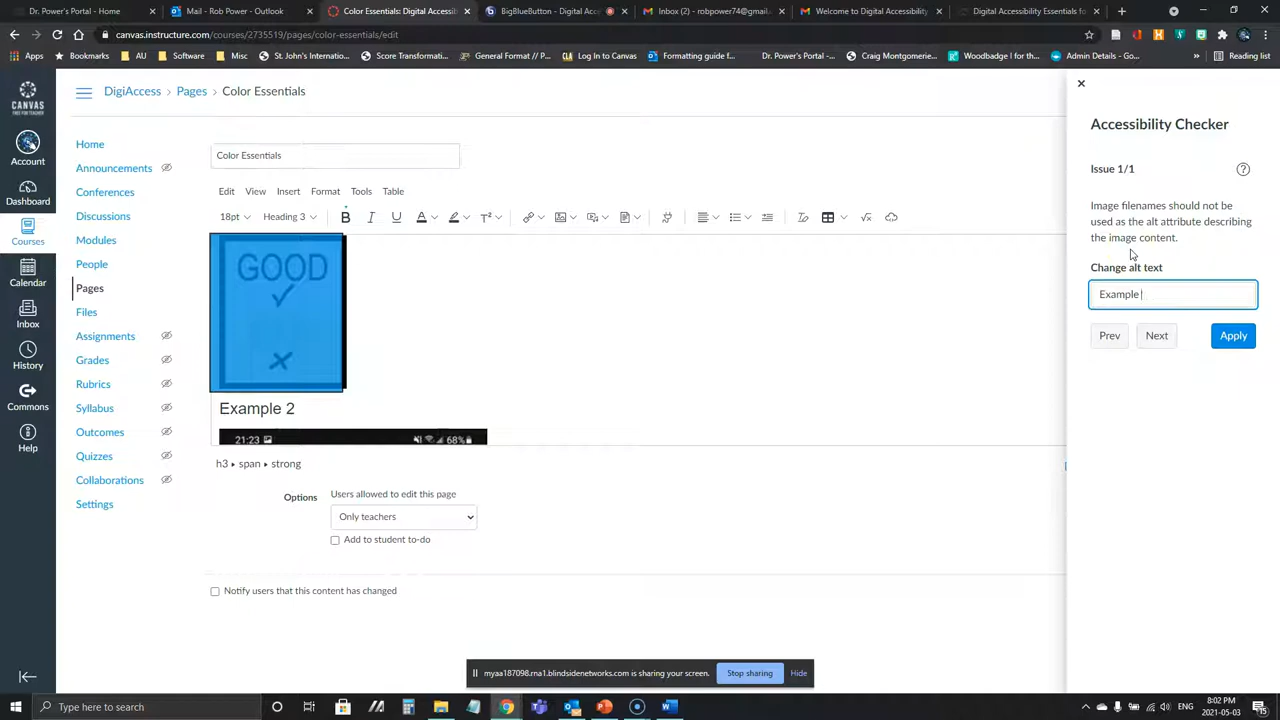 Dr. Power's Portal : Home
Mail - Rob Power - Outlook
Color Essentials: Digital Accessib
BigBlueButton - Digital Acce
Inbox (2) - robpower74@gmail.
Welcome to Digital Accessibility
Digital Accessibility Essentials fo
canvas.instructure.com/courses/2735519/pages/color-essentials/edit
Bookmarks
AU
Software
Misc
St. John's Internatio...
Score Transformatio...
Log In to Canvas
Formatting guide f...
Dr. Power's Portal :...
Craig Montgomerie...
Woodbadge I for th...
Admin Details - Go...
Reading list
CANVAS
FREE FOR TEACHER
Account
Dashboard
Courses
Calendar
Inbox
History
Commons
Help
DigiAccess > Pages > Color Essentials
Home
Announcements
Conferences
Discussions
Modules
People
Pages
Files
Assignments
Grades
Rubrics
Syllabus
Outcomes
Quizzes
Collaborations
Settings
Color Essentials
Edit View Insert Format Tools Table
18pt Heading 3 B I U A T²
GOOD
Example 2
21:23 68%
h3 ▸ span ▸ strong
Options
Users allowed to edit this page
Only teachers
Add to student to-do
Notify users that this content has changed
Accessibility Checker
Issue 1/1
Image filenames should not be
used as the alt attribute describing
the image content.
Change alt text
Example
Prev Next Apply
myaa187098.rna1.blindsidenetworks.com is sharing your screen.
Stop sharing
Hide
Type here to search
ENG
8:02 PM
2021-05-03